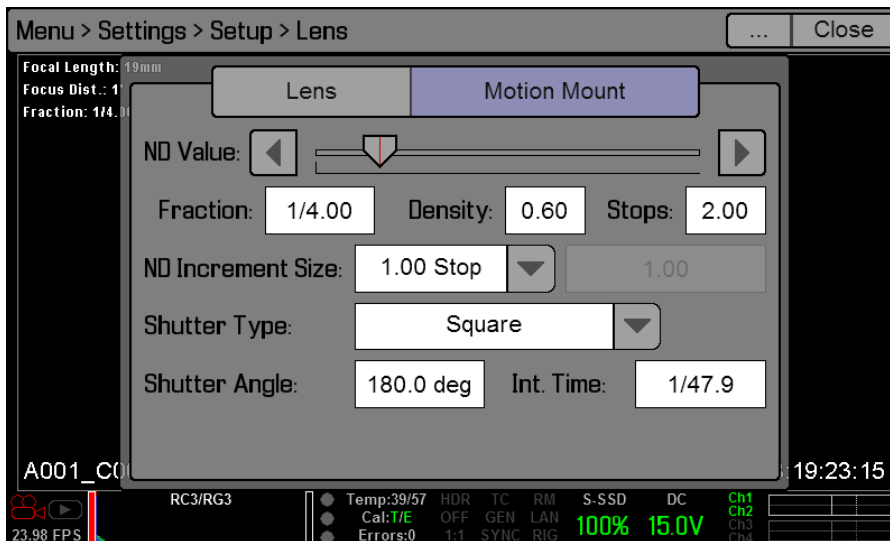 Menu > Settings > Setup > Lens ... Close
Focal Length: 19mm
Focus Dist.: 1'
Fraction: 1/4.00
Lens Motion Mount
ND Value:
Fraction: 1/4.00 Density: 0.60 Stops: 2.00
ND Increment Size: 1.00 Stop 1.00
Shutter Type: Square
Shutter Angle: 180.0 deg Int. Time: 1/47.9
A001_C0 19:23:15
RC3/RG3 Temp:39/57 HDR TC RM S-SSD DC Ch1
Cal:T/E OFF GEN LAN 100% 15.0V Ch2
23.98 FPS Errors:0 1:1 SYNC RIG Ch3
Ch4